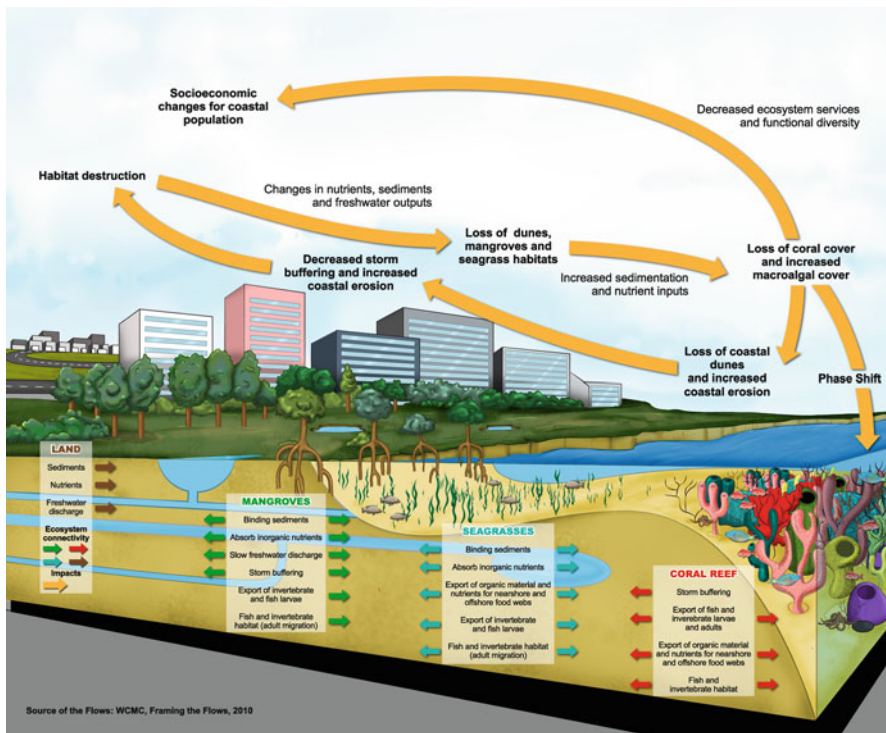 Socioeconomic
changes for coastal
population
Decreased ecosystem services
and functional diversity
Habitat destruction
Changes in nutrients, sediments
and freshwater outputs
Loss of dunes,
mangroves and
seagrass habitats
Decreased storm
buffering and increased
coastal erosion
Increased sedimentation
and nutrient inputs
Loss of coral cover
and increased
macroalgal cover
Loss of coastal
dunes
and increased
coastal erosion
Phase Shift
LAND
Sediments
Nutrients
Freshwater
discharge
Ecosystem
connectivity
Impacts
MANGROVES
Binding sediments
Absorb inorganic nutrients
Slow freshwater discharge
Storm buffering
Export of invertebrate
and fish larvae
Fish and invertebrate
habitat (adult migration)
SEAGRASSES
Binding sediments
Absorb inorganic nutrients
Export of organic material and
nutrients for nearshore and
offshore food webs
Export of invertebrate
and fish larvae
Fish and invertebrate habitat
(adult migration)
CORAL REEF
Storm buffering
Export of fish and
inverebrate larvae
and adults
Export of organic material
and nutrients for nearshore
and offshore food webs
Fish and
invertebrate habitat
Source of the Flows: WCMC, Framing the Flows, 2010